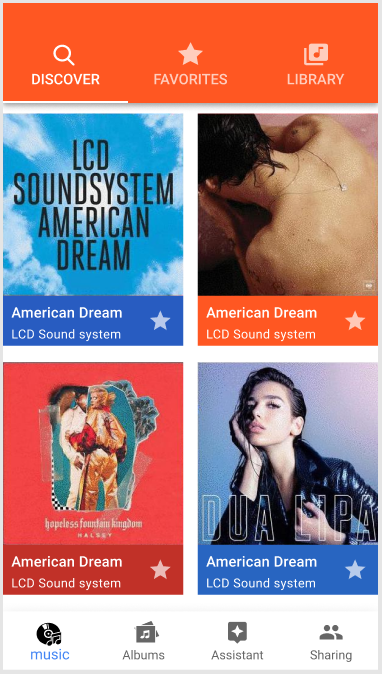 DISCOVER
FAVORITES
LIBRARY
LCD
SOUNDSYSTEM
AMERICAN
DREAM
American Dream
LCD Sound system
American Dream
LCD Sound system
hopeless fountain kingdom
HALSEY
DUA LIPA
American Dream
LCD Sound system
American Dream
LCD Sound system
music
Albums
Assistant
Sharing